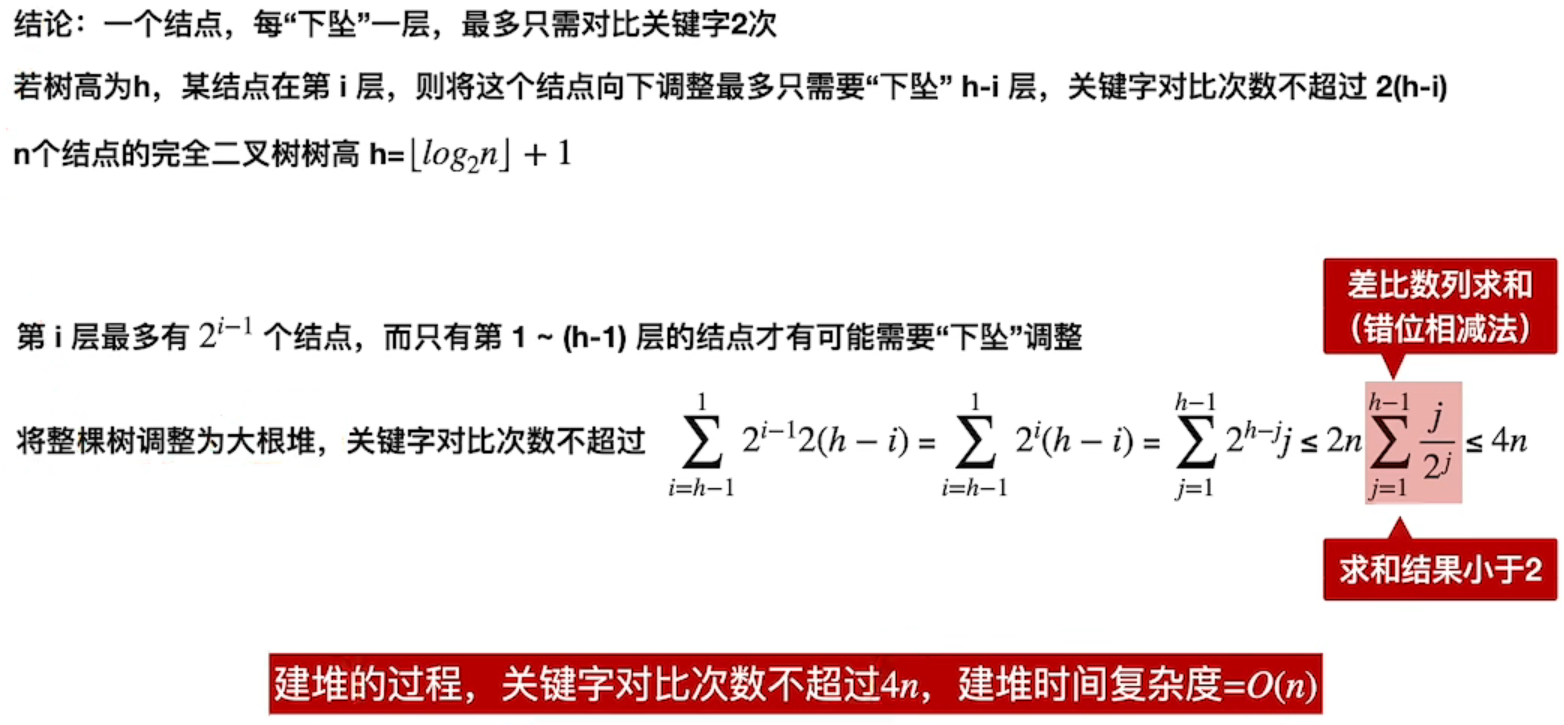 结论：一个结点，每“下坠”一层，最多只需对比关键字2次
若树高为h，某结点在第 i 层，则将这个结点向下调整最多只需要“下坠” h-i 层，关键字对比次数不超过 2(h-i)
n个结点的完全二叉树树高 h=⌊log₂n⌋ + 1
差比数列求和
（错位相减法）
第 i 层最多有 2^{i−1} 个结点，而只有第 1 ~ (h-1) 层的结点才有可能需要“下坠”调整
将整棵树调整为大根堆，关键字对比次数不超过 \sum_{i=h−1}^{1} 2^{i−1}2(h − i) = \sum_{i=h−1}^{1} 2^{i}(h − i) = \sum_{j=1}^{h−1} 2^{h−j}j ≤ 2n \sum_{j=1}^{h−1} \frac{j}{2^{j}} ≤ 4n
求和结果小于2
建堆的过程，关键字对比次数不超过4n，建堆时间复杂度=O(n)